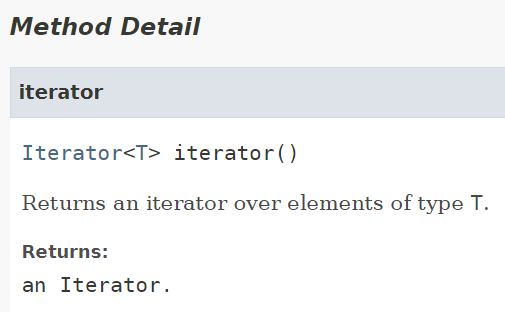 Method Detail
iterator
Iterator<T> iterator()
Returns an iterator over elements of type T.
Returns:
an Iterator.